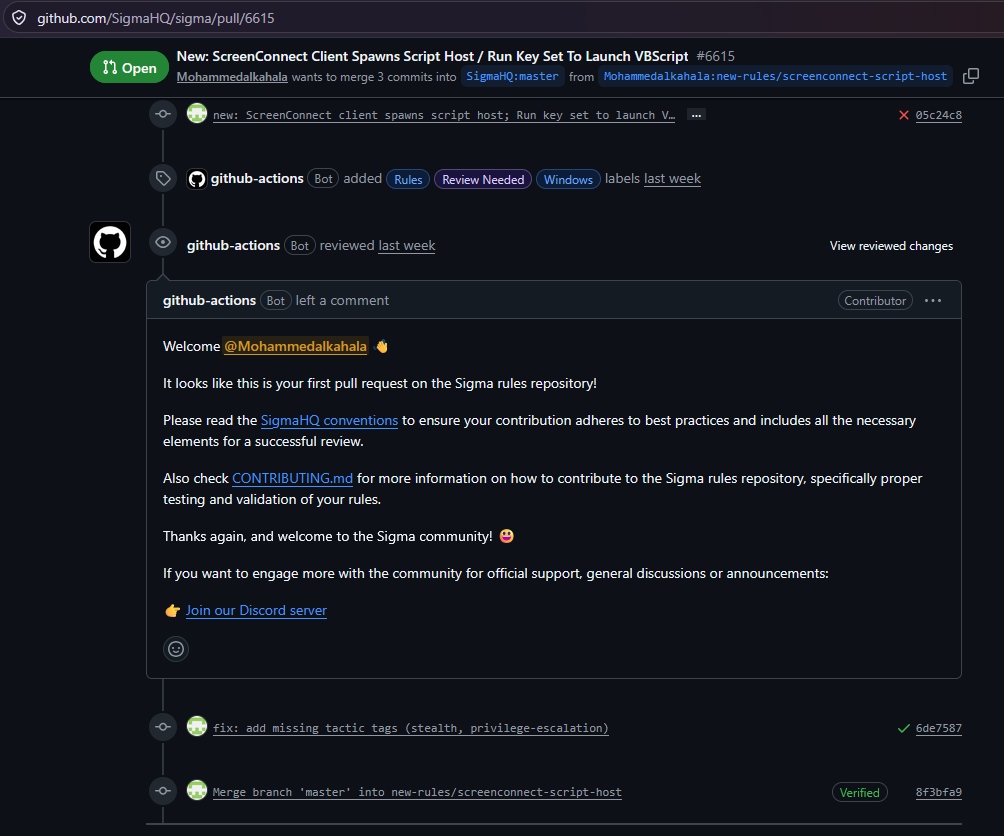 github.com/SigmaHQ/sigma/pull/6615
Open
New: ScreenConnect Client Spawns Script Host / Run Key Set To Launch VBScript #6615
Mohammedalkahala wants to merge 3 commits into SigmaHQ:master from Mohammedalkahala:new-rules/screenconnect-script-host
new: ScreenConnect client spawns script host; Run key set to launch V… ... 05c24c8
github-actions Bot added Rules Review Needed Windows labels last week
github-actions Bot reviewed last week View reviewed changes
github-actions Bot left a comment Contributor ...
Welcome @Mohammedalkahala 👋
It looks like this is your first pull request on the Sigma rules repository!
Please read the SigmaHQ conventions to ensure your contribution adheres to best practices and includes all the necessary
elements for a successful review.
Also check CONTRIBUTING.md for more information on how to contribute to the Sigma rules repository, specifically proper
testing and validation of your rules.
Thanks again, and welcome to the Sigma community! 😃
If you want to engage more with the community for official support, general discussions or announcements:
👉 Join our Discord server
fix: add missing tactic tags (stealth, privilege-escalation) 6de7587
Merge branch 'master' into new-rules/screenconnect-script-host Verified 8f3bfa9